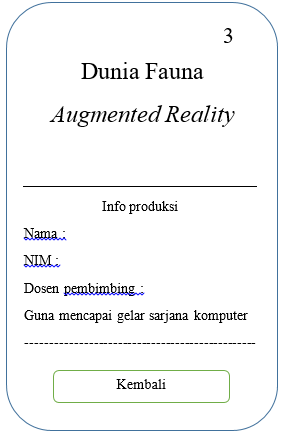 3
Dunia Fauna
Augmented Reality
Info produksi
Nama :
NIM :
Dosen pembimbing :
Guna mencapai gelar sarjana komputer
------------------------------------------------
Kembali